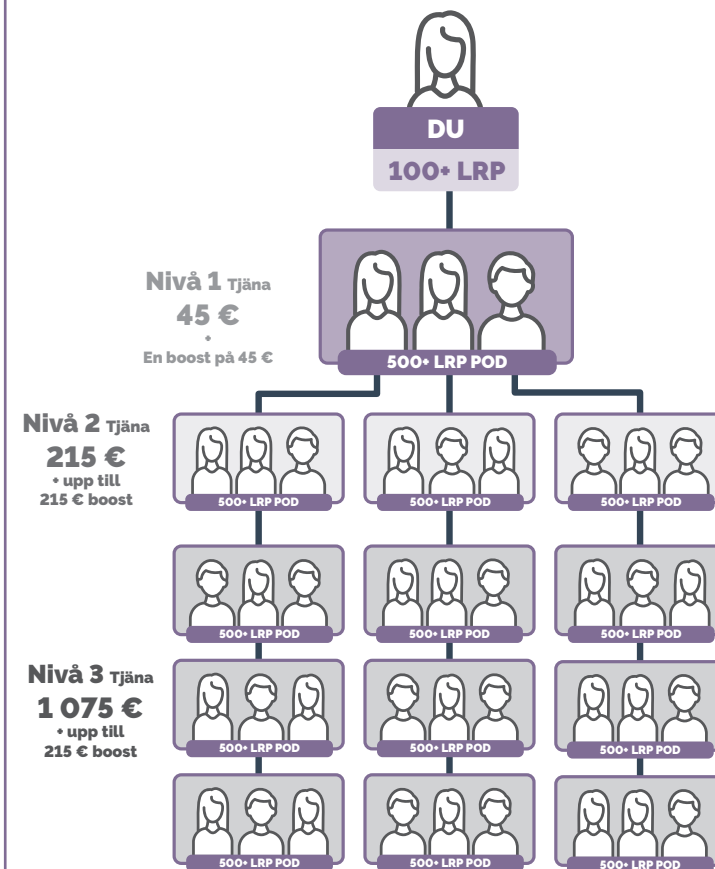 DU
100+ LRP
Nivå 1 Tjäna
45 €
+
En boost på 45 €
500+ LRP POD
Nivå 2 Tjäna
215 €
+ upp till
215 € boost
500+ LRP POD
500+ LRP POD
500+ LRP POD
500+ LRP POD
500+ LRP POD
500+ LRP POD
Nivå 3 Tjäna
1 075 €
+ upp till
215 € boost
500+ LRP POD
500+ LRP POD
500+ LRP POD
500+ LRP POD
500+ LRP POD
500+ LRP POD